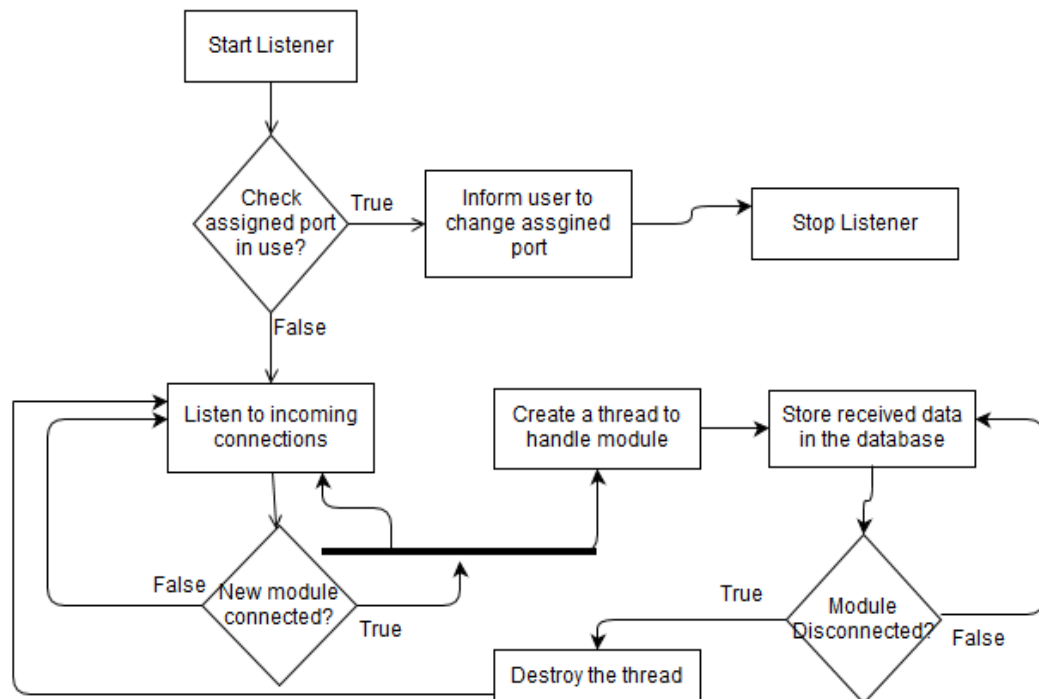 Start Listener
Check
assigned port
in use?
True
Inform user to
change assgined
port
Stop Listener
False
Listen to incoming
connections
Create a thread to
handle module
Store received data
in the database
False
New module
connected?
True
True
Module
Disconnected?
False
Destroy the thread